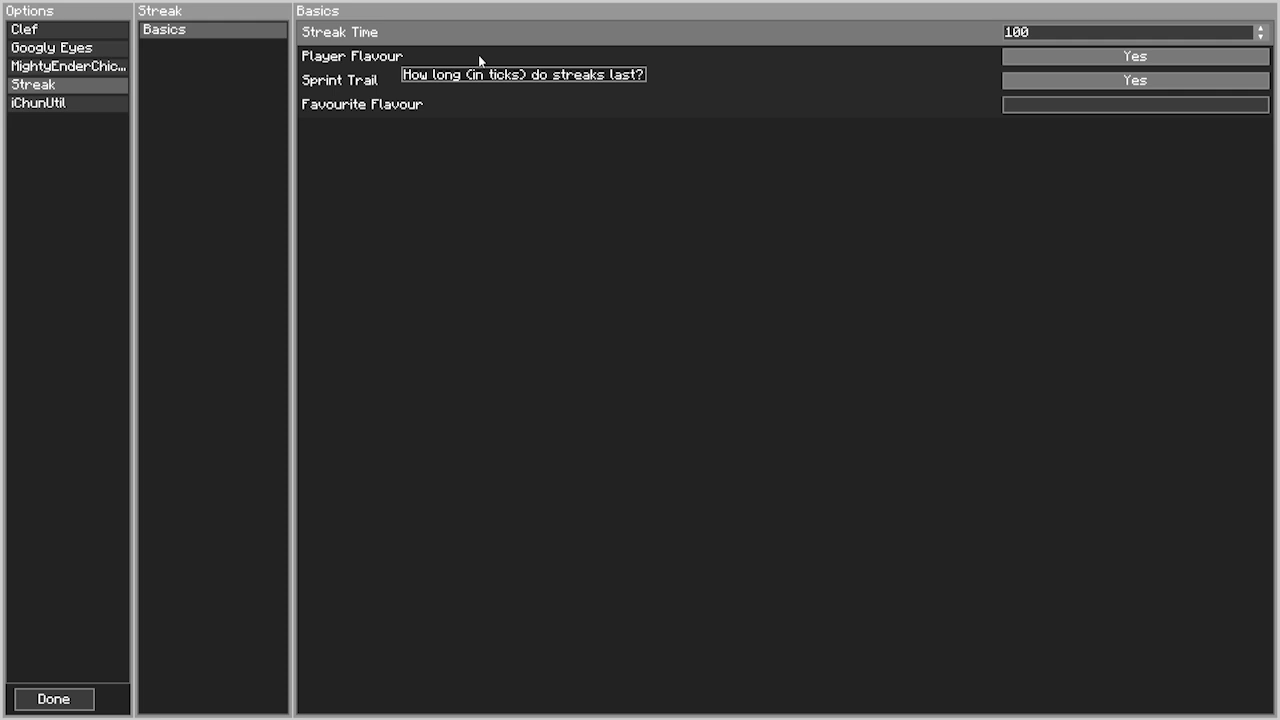 Options
Clef
Googly Eyes
MightyEnderChic...
Streak
iChunUtil
Done
Streak
Basics
Basics
Streak Time 100
Player Flavour Yes
How long (in ticks) do streaks last?
Sprint Trail Yes
Favourite Flavour